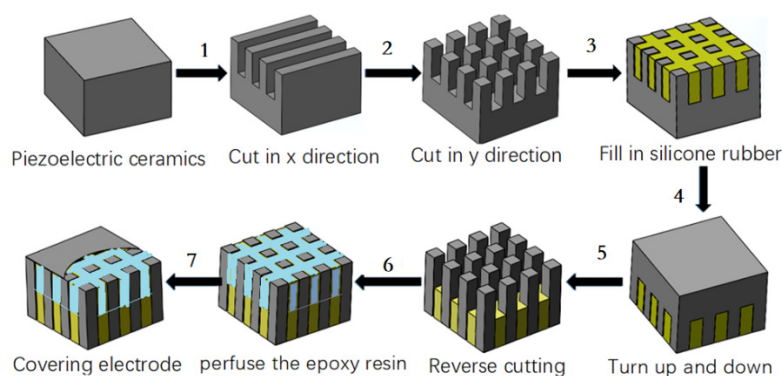 1
2
3
Piezoelectric ceramics
Cut in x direction
Cut in y direction
Fill in silicone rubber
4
7
6
5
Covering electrode
perfuse the epoxy resin
Reverse cutting
Turn up and down